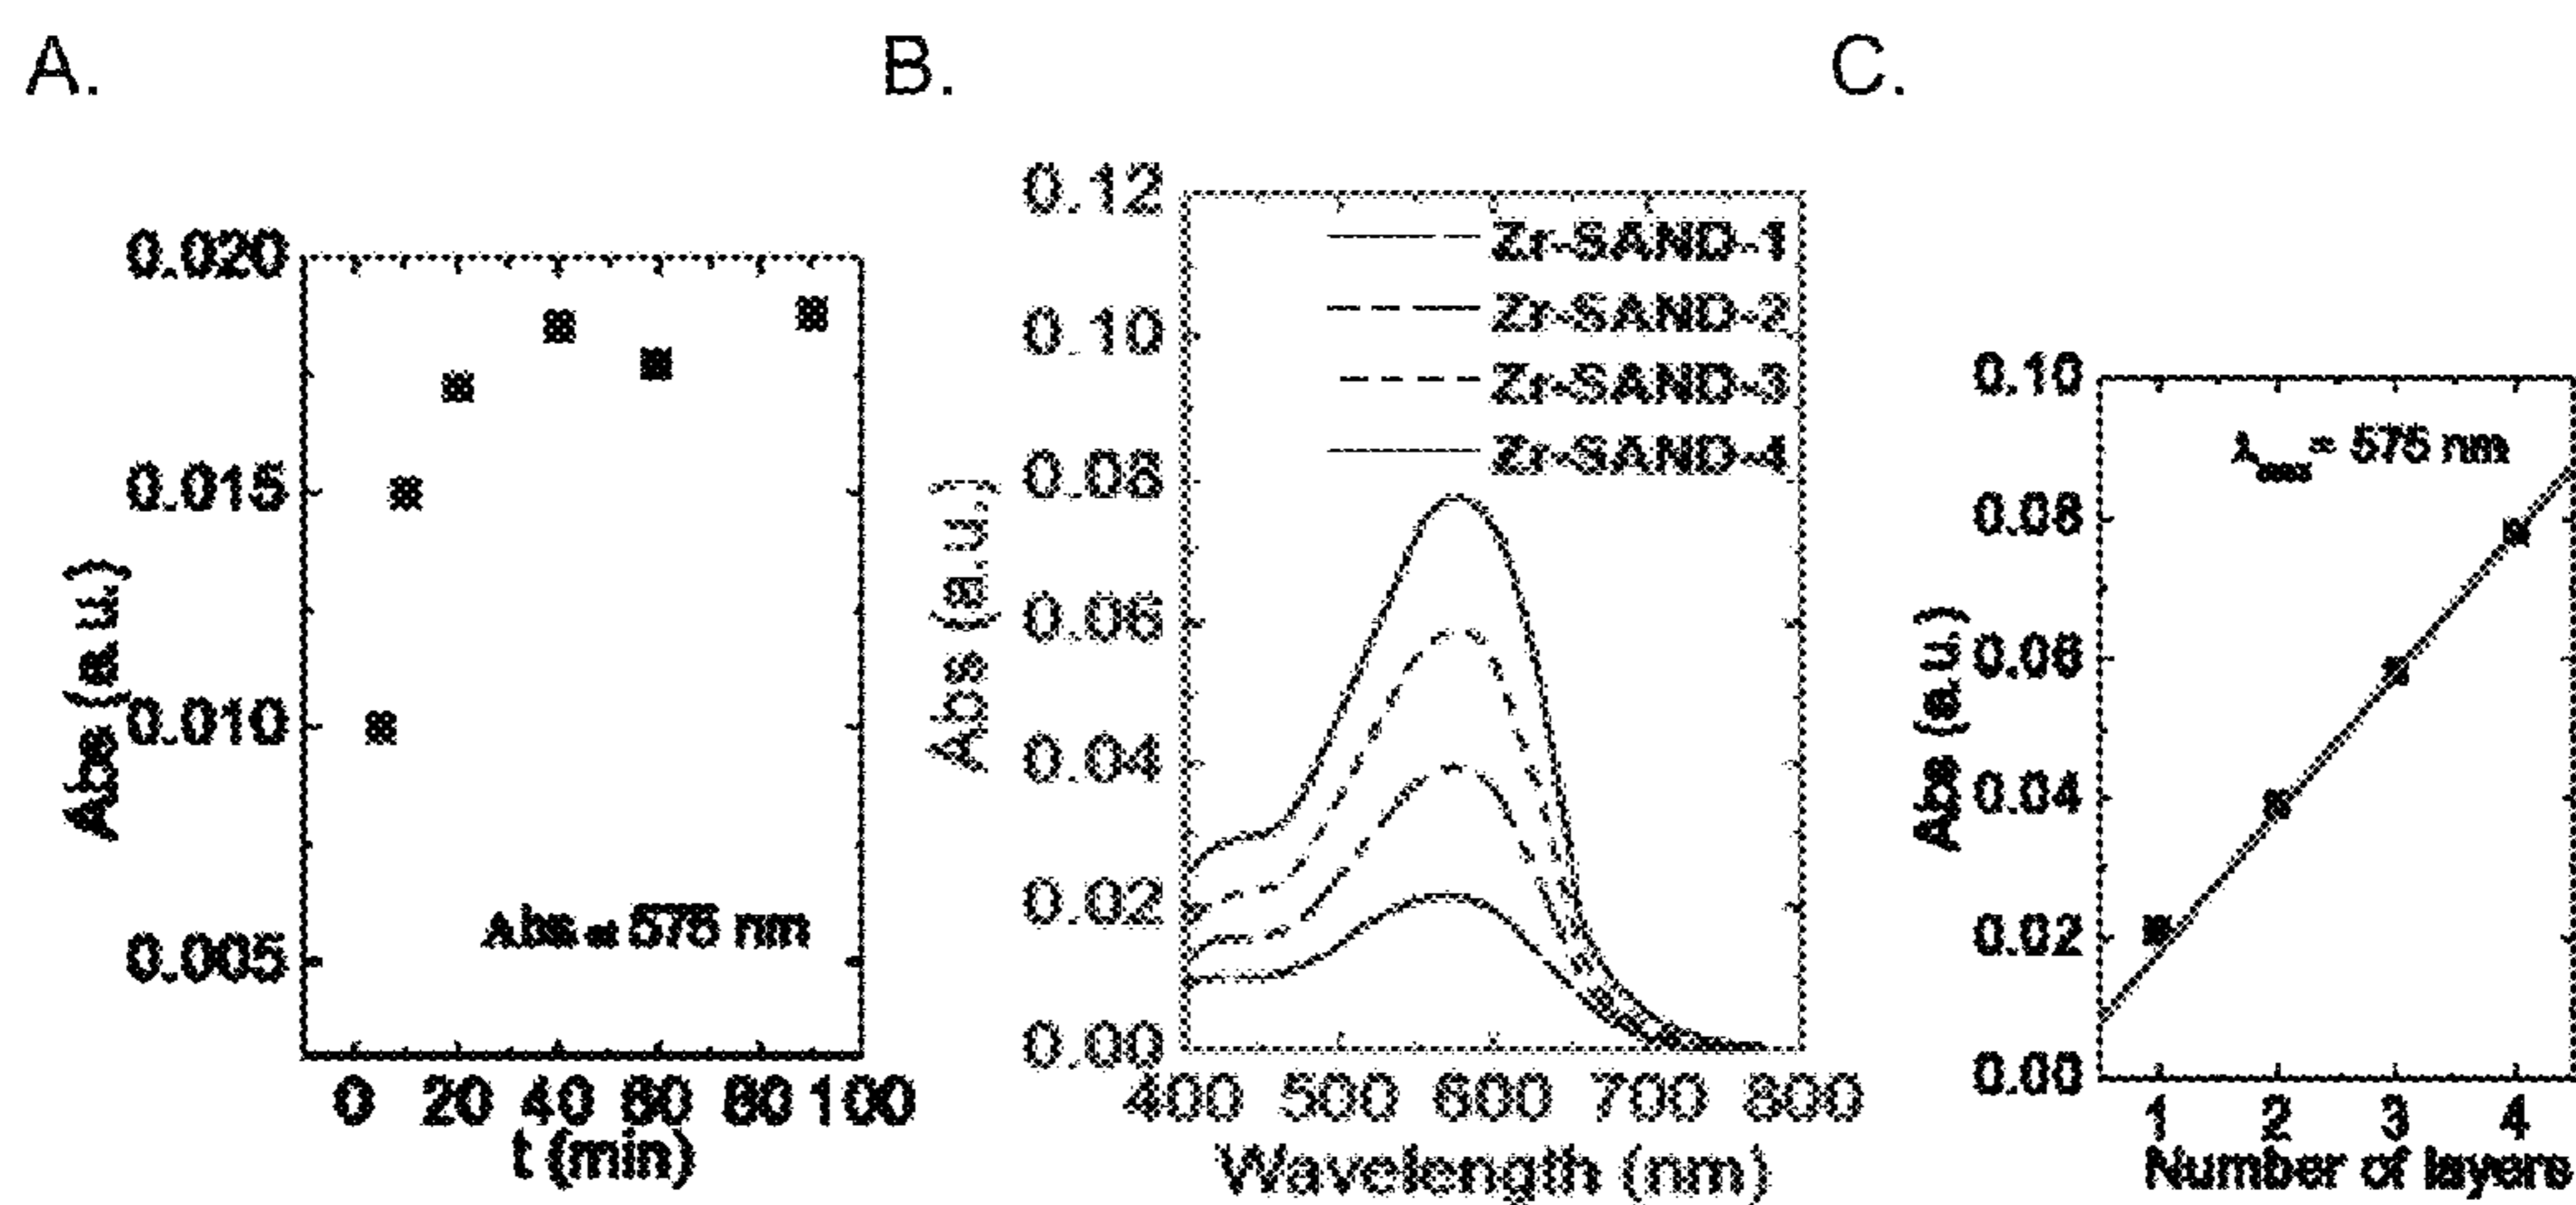 A.
0.020
0.015
0.010
0.005
Abs (a.u.)
Abs at 575 nm
0 20 40 60 80 100
t (min)
B.
0.12
0.10
0.08
0.06
0.04
0.02
0.00
Abs (a.u.)
Zr-SAND-1
Zr-SAND-2
Zr-SAND-3
Zr-SAND-4
400 500 600 700 800
Wavelength (nm)
C.
0.10
0.08
0.06
0.04
0.02
0.00
Abs (a.u.)
λmax = 575 nm
1 2 3 4
Number of layers